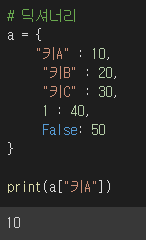 # 딕셔너리
a = {
    "키A" : 10,
    "키B" : 20,
    "키C" : 30,
    1 : 40,
    False: 50
}
print(a["키A"])
10